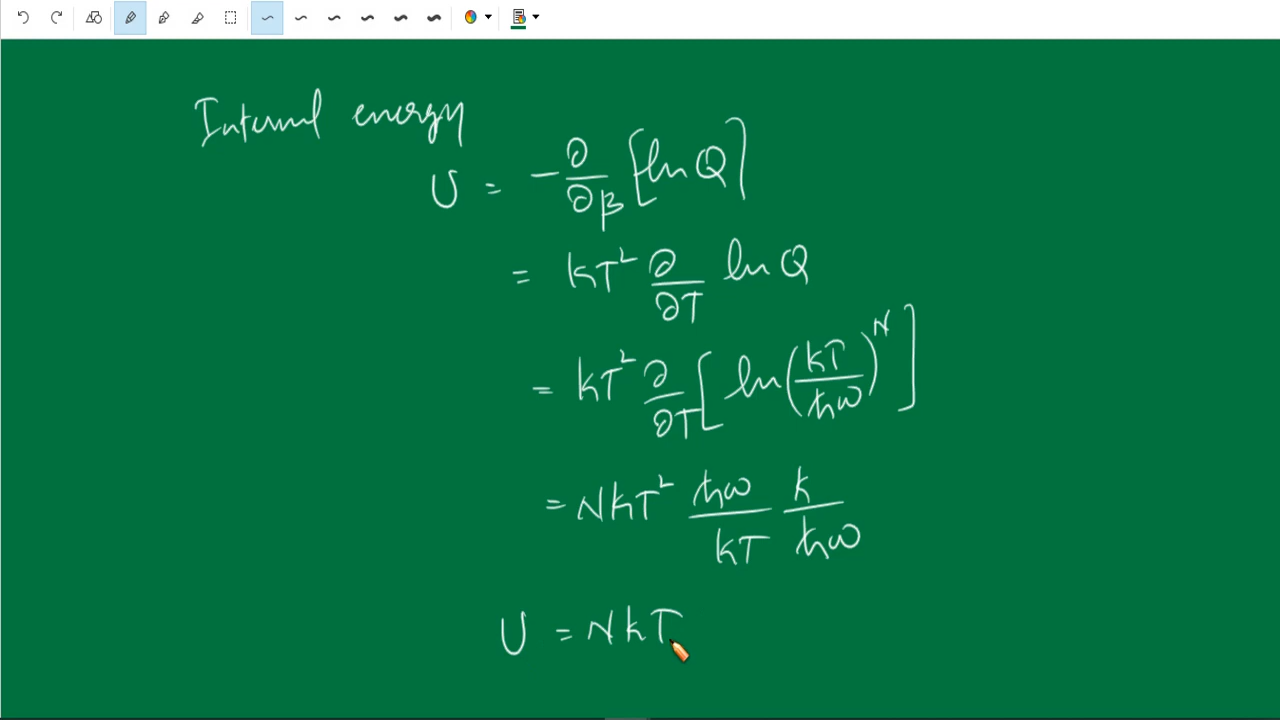 Internal energy
U = -∂/∂β [ln Q]
= kT² ∂/∂T ln Q
= kT² ∂/∂T [ln (kT/ħω)ᴺ]
= NkT² ħω/kT k/ħω
U = NkT